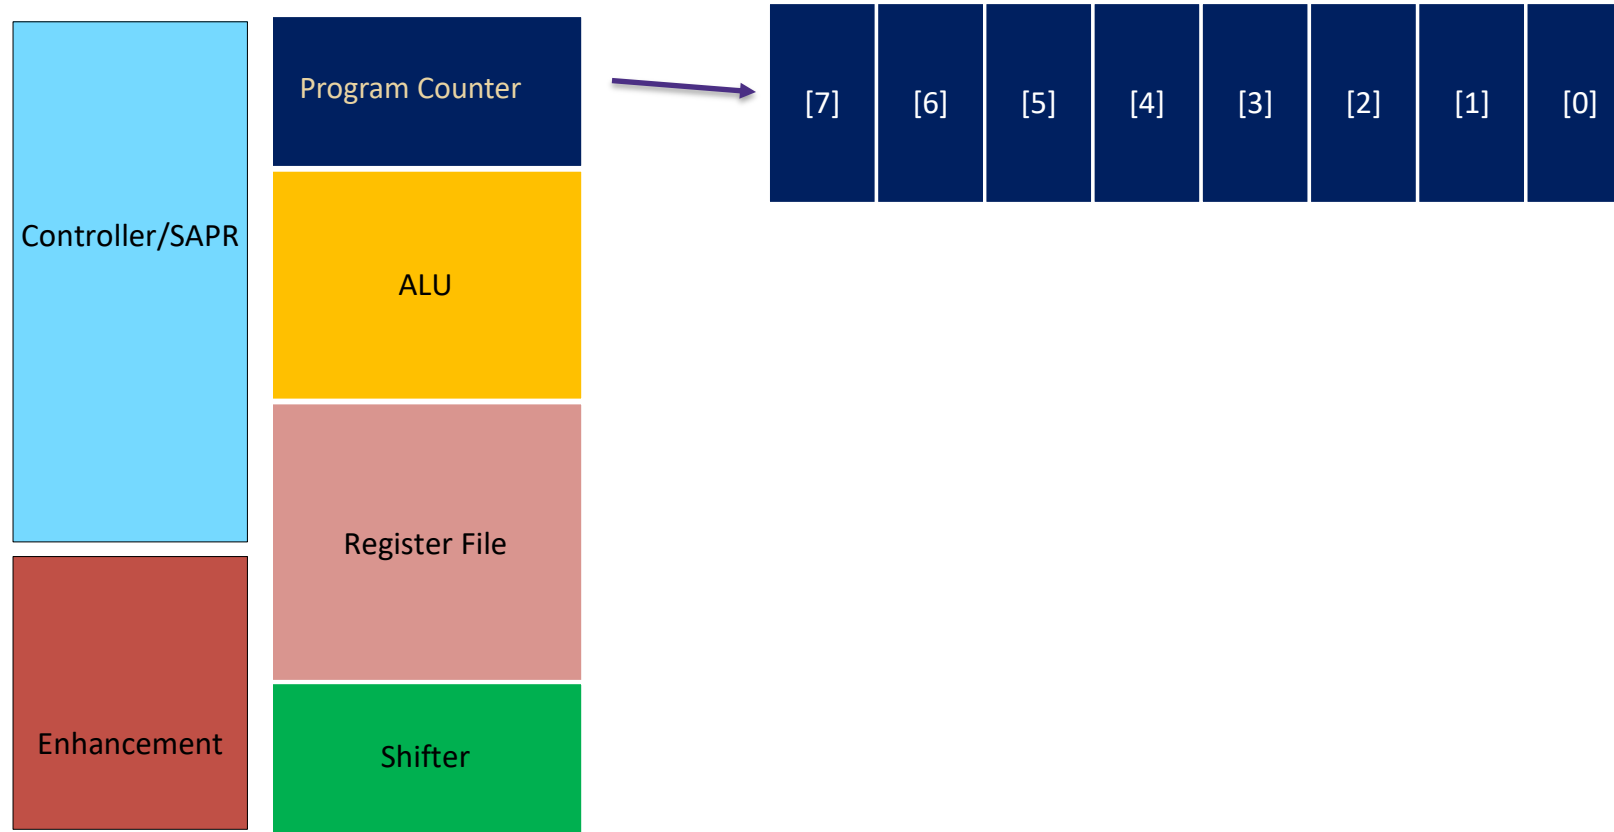 Program Counter
[7] [6] [5] [4] [3] [2] [1] [0]
Controller/SAPR
ALU
Register File
Enhancement
Shifter